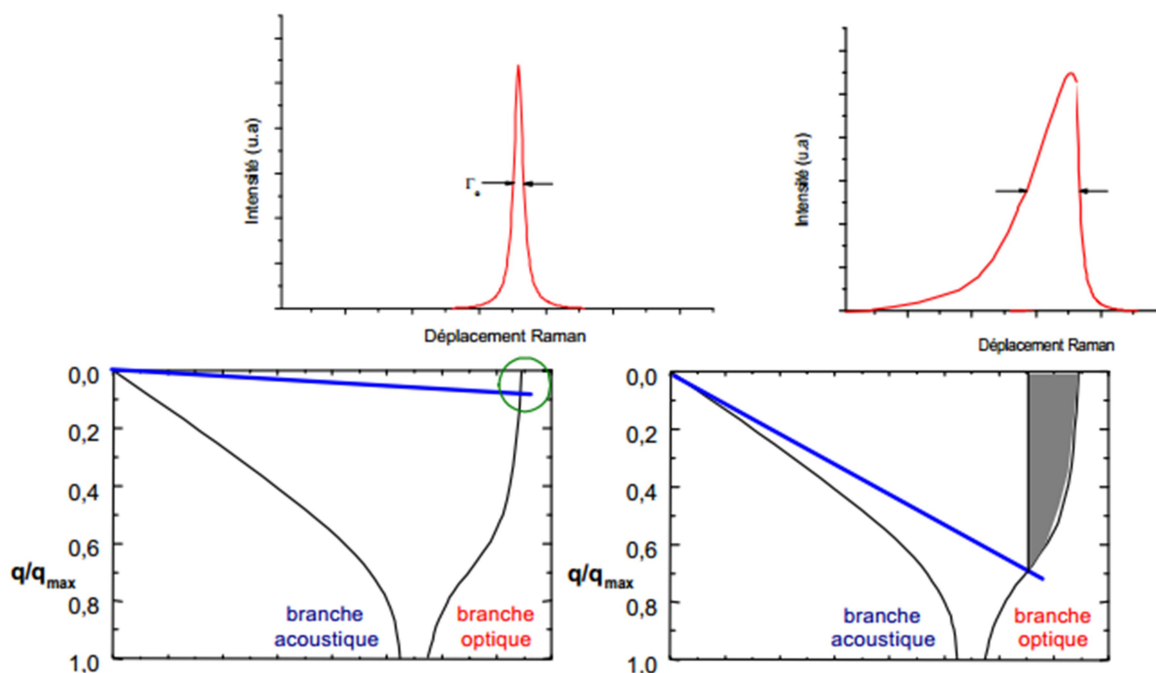 Intensité (u.a)
Γ
Déplacement Raman
Intensité (u.a)
Déplacement Raman
0,0
0,2
0,4
0,6
q/qmax
0,8
1,0
branche
acoustique
branche
optique
0,0
0,2
0,4
0,6
q/qmax
0,8
1,0
branche
acoustique
branche
optique